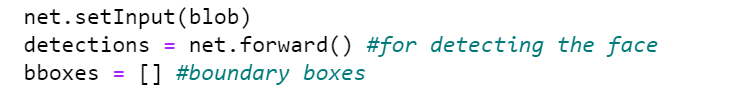 net.setInput(blob)
detections = net.forward() #for detecting the face
bboxes = [] #boundary boxes